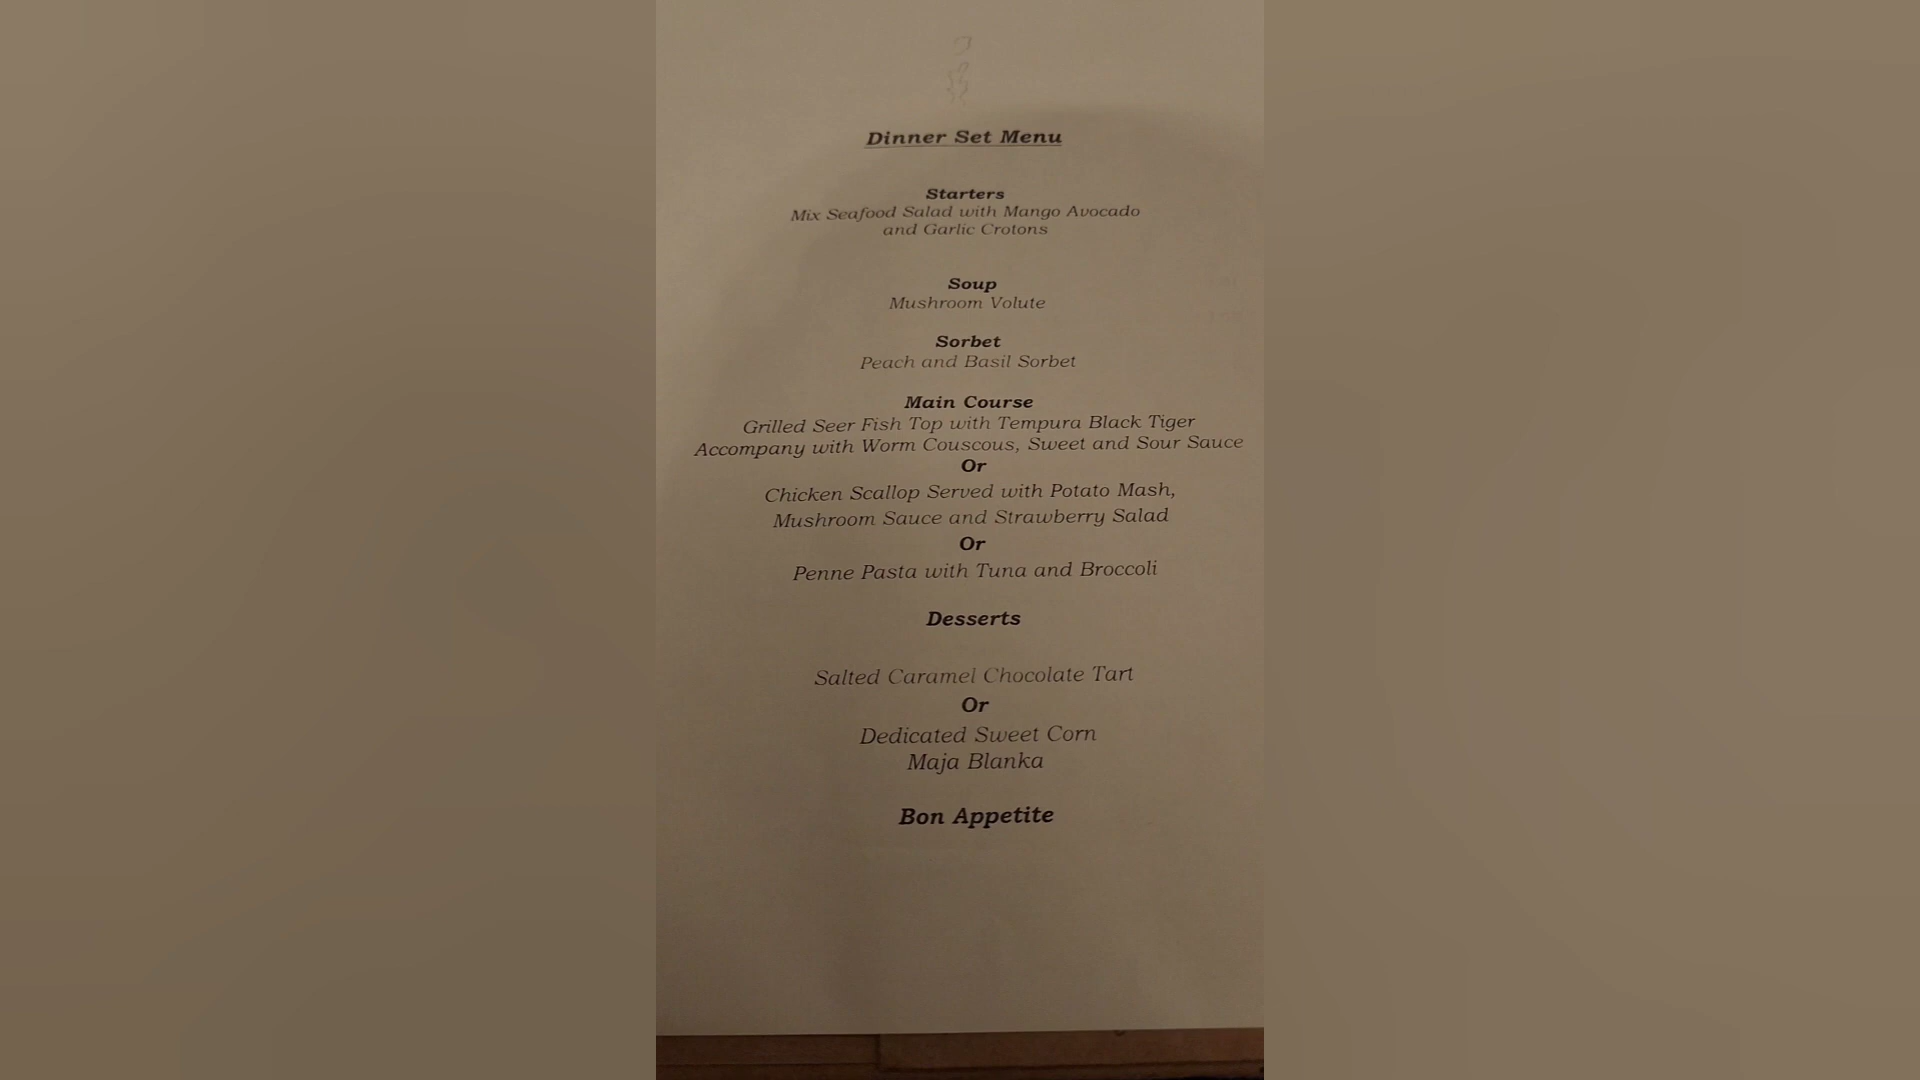 Dinner Set Menu
Starters
Mix Seafood Salad with Mango Avocado
and Garlic Crotons
Soup
Mushroom Volute
Sorbet
Peach and Basil Sorbet
Main Course
Grilled Seer Fish Top with Tempura Black Tiger
Accompany with Worm Couscous, Sweet and Sour Sauce
Or
Chicken Scallop Served with Potato Mash,
Mushroom Sauce and Strawberry Salad
Or
Penne Pasta with Tuna and Broccoli
Desserts
Salted Caramel Chocolate Tart
Or
Dedicated Sweet Corn
Maja Blanka
Bon Appetite